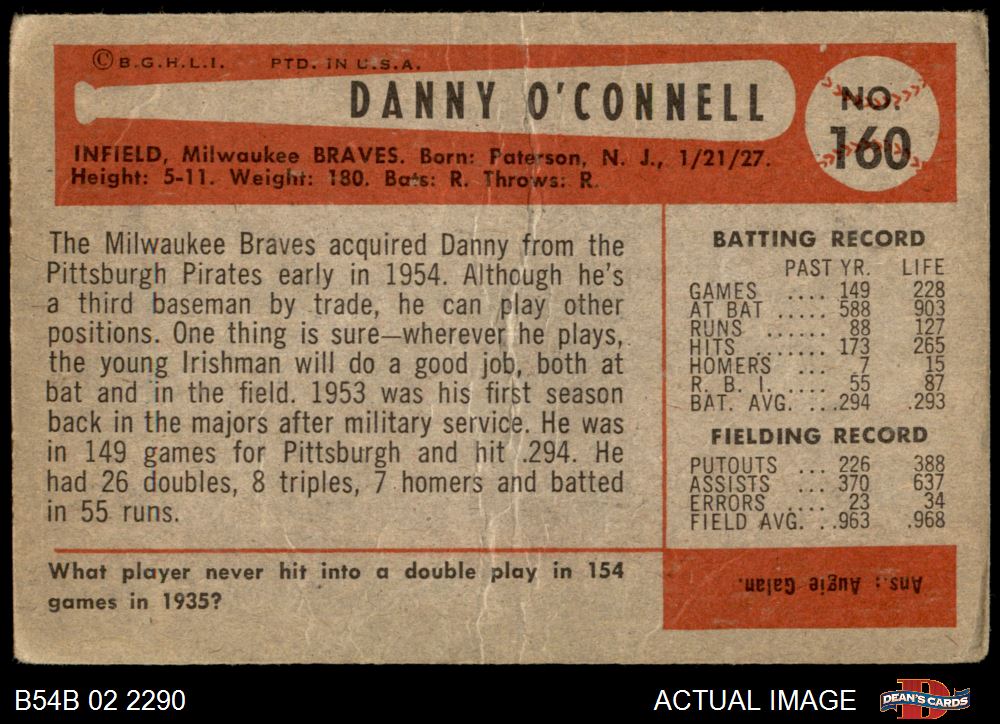 © B.G.H.L.I. PTD. IN U.S.A.
DANNY O'CONNELL
NO.
160
INFIELD, Milwaukee BRAVES. Born: Paterson, N. J., 1/21/27.
Height: 5-11. Weight: 180. Bats: R. Throws: R.
The Milwaukee Braves acquired Danny from the
Pittsburgh Pirates early in 1954. Although he's
a third baseman by trade, he can play other
positions. One thing is sure—wherever he plays,
the young Irishman will do a good job, both at
bat and in the field. 1953 was his first season
back in the majors after military service. He was
in 149 games for Pittsburgh and hit .294. He
had 26 doubles, 8 triples, 7 homers and batted
in 55 runs.
What player never hit into a double play in 154
games in 1935?
BATTING RECORD
PAST YR. LIFE
GAMES .... 149 228
AT BAT ..... 588 903
RUNS ...... 88 127
HITS ....... 173 265
HOMERS ... 7 15
R. B. I. .... 55 87
BAT. AVG. ...294 .293
FIELDING RECORD
PUTOUTS ... 226 388
ASSISTS ... 370 637
ERRORS .... 23 34
FIELD AVG. ..963 .968
Ans.: Augie Galan.
B54B 02 2290
ACTUAL IMAGE
DEAN'S CARDS